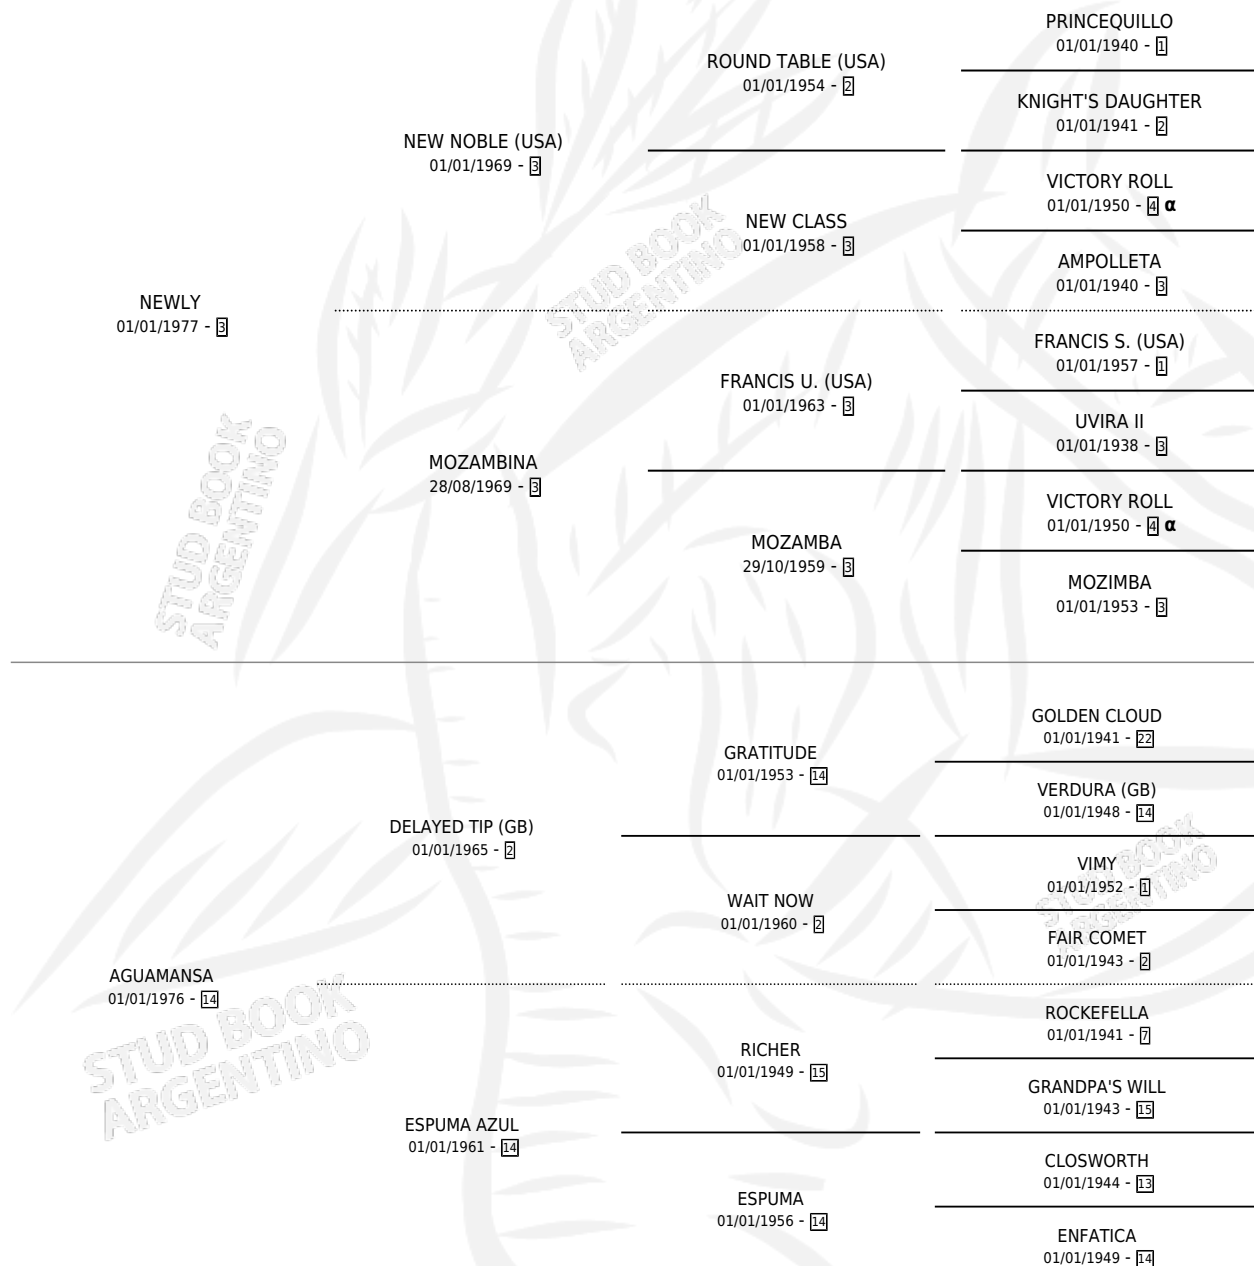 PRINCEQUILLO
01/01/1940 - 1
ROUND TABLE (USA)
01/01/1954 - 2
KNIGHT'S DAUGHTER
01/01/1941 - 2
NEW NOBLE (USA)
01/01/1969 - 3
VICTORY ROLL
01/01/1950 - 4 α
NEW CLASS
01/01/1958 - 3
AMPOLLETA
01/01/1940 - 3
NEWLY
01/01/1977 - 3
FRANCIS S. (USA)
01/01/1957 - 1
FRANCIS U. (USA)
01/01/1963 - 3
UVIRA II
01/01/1938 - 3
MOZAMBINA
28/08/1969 - 3
VICTORY ROLL
01/01/1950 - 4 α
MOZAMBA
29/10/1959 - 3
MOZIMBA
01/01/1953 - 3
GOLDEN CLOUD
01/01/1941 - 22
GRATITUDE
01/01/1953 - 14
VERDURA (GB)
01/01/1948 - 14
DELAYED TIP (GB)
01/01/1965 - 2
VIMY
01/01/1952 - 1
WAIT NOW
01/01/1960 - 2
FAIR COMET
01/01/1943 - 2
AGUAMANSA
01/01/1976 - 14
ROCKEFELLA
01/01/1941 - 7
RICHER
01/01/1949 - 15
GRANDPA'S WILL
01/01/1943 - 15
ESPUMA AZUL
01/01/1961 - 14
CLOSWORTH
01/01/1944 - 13
ESPUMA
01/01/1956 - 14
ENFATICA
01/01/1949 - 14
STUD BOOK
ARGENTINO
STUD BOOK
ARGENTINO
STUD BOOK
ARGENTINO
STUD BOOK
ARGENTINO